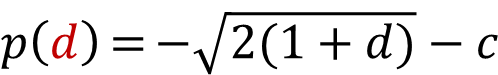 p(d) = −√2(1 + d) − c